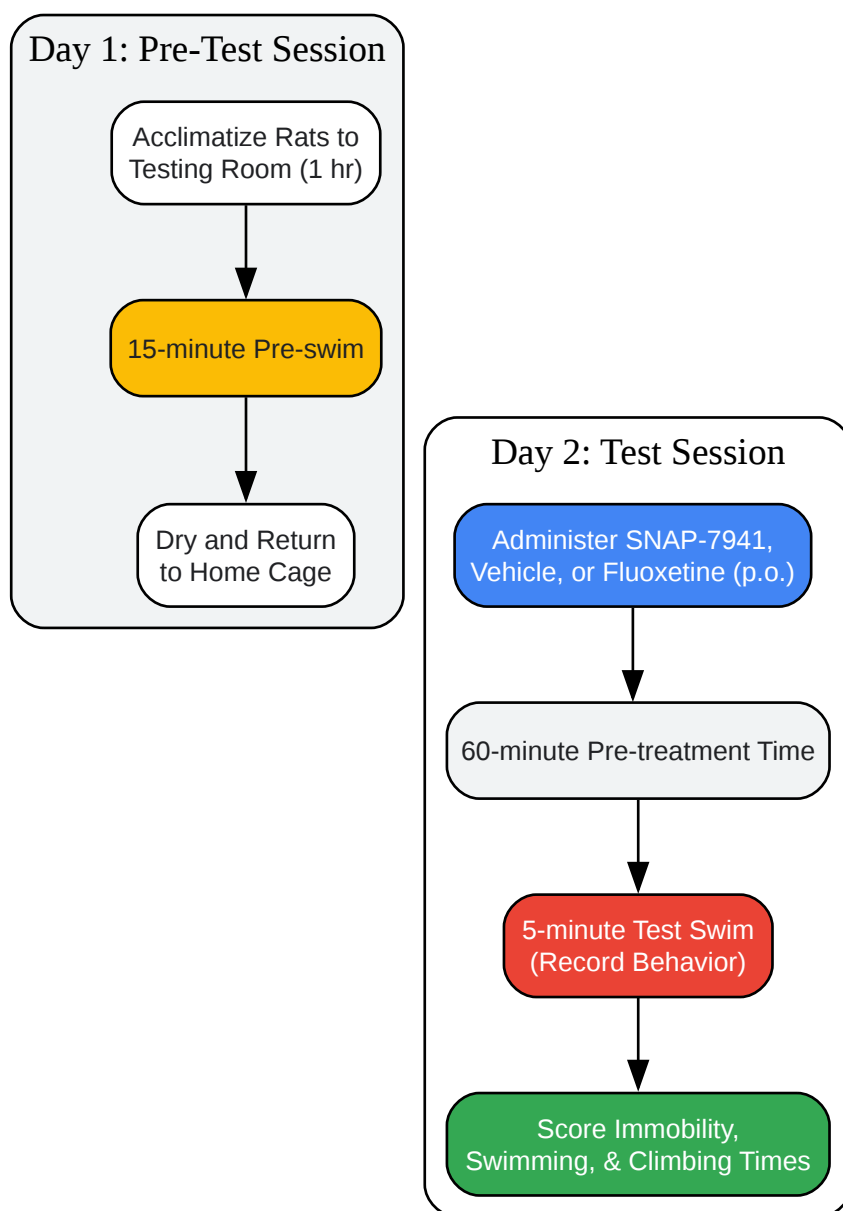 Day 1: Pre-Test Session
Acclimatize Rats to
Testing Room (1 hr)
15-minute Pre-swim
Dry and Return
to Home Cage
Day 2: Test Session
Administer SNAP-7941,
Vehicle, or Fluoxetine (p.o.)
60-minute Pre-treatment Time
5-minute Test Swim
(Record Behavior)
Score Immobility,
Swimming, & Climbing Times